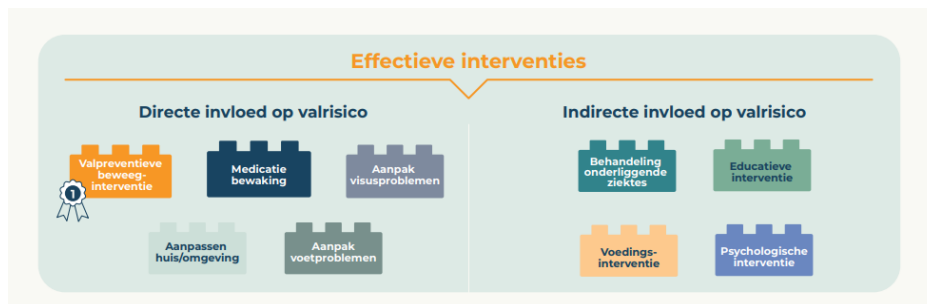 Effectieve interventies
Directe invloed op valrisico
Indirecte invloed op valrisico
Valpreventieve
beweeg-
interventie
1
Medicatie
bewaking
Aanpak
visusproblemen
Aanpassen
huis/omgeving
Aanpak
voetproblemen
Behandeling
onderliggende
ziektes
Educatieve
interventie
Voedings-
interventie
Psychologische
interventie